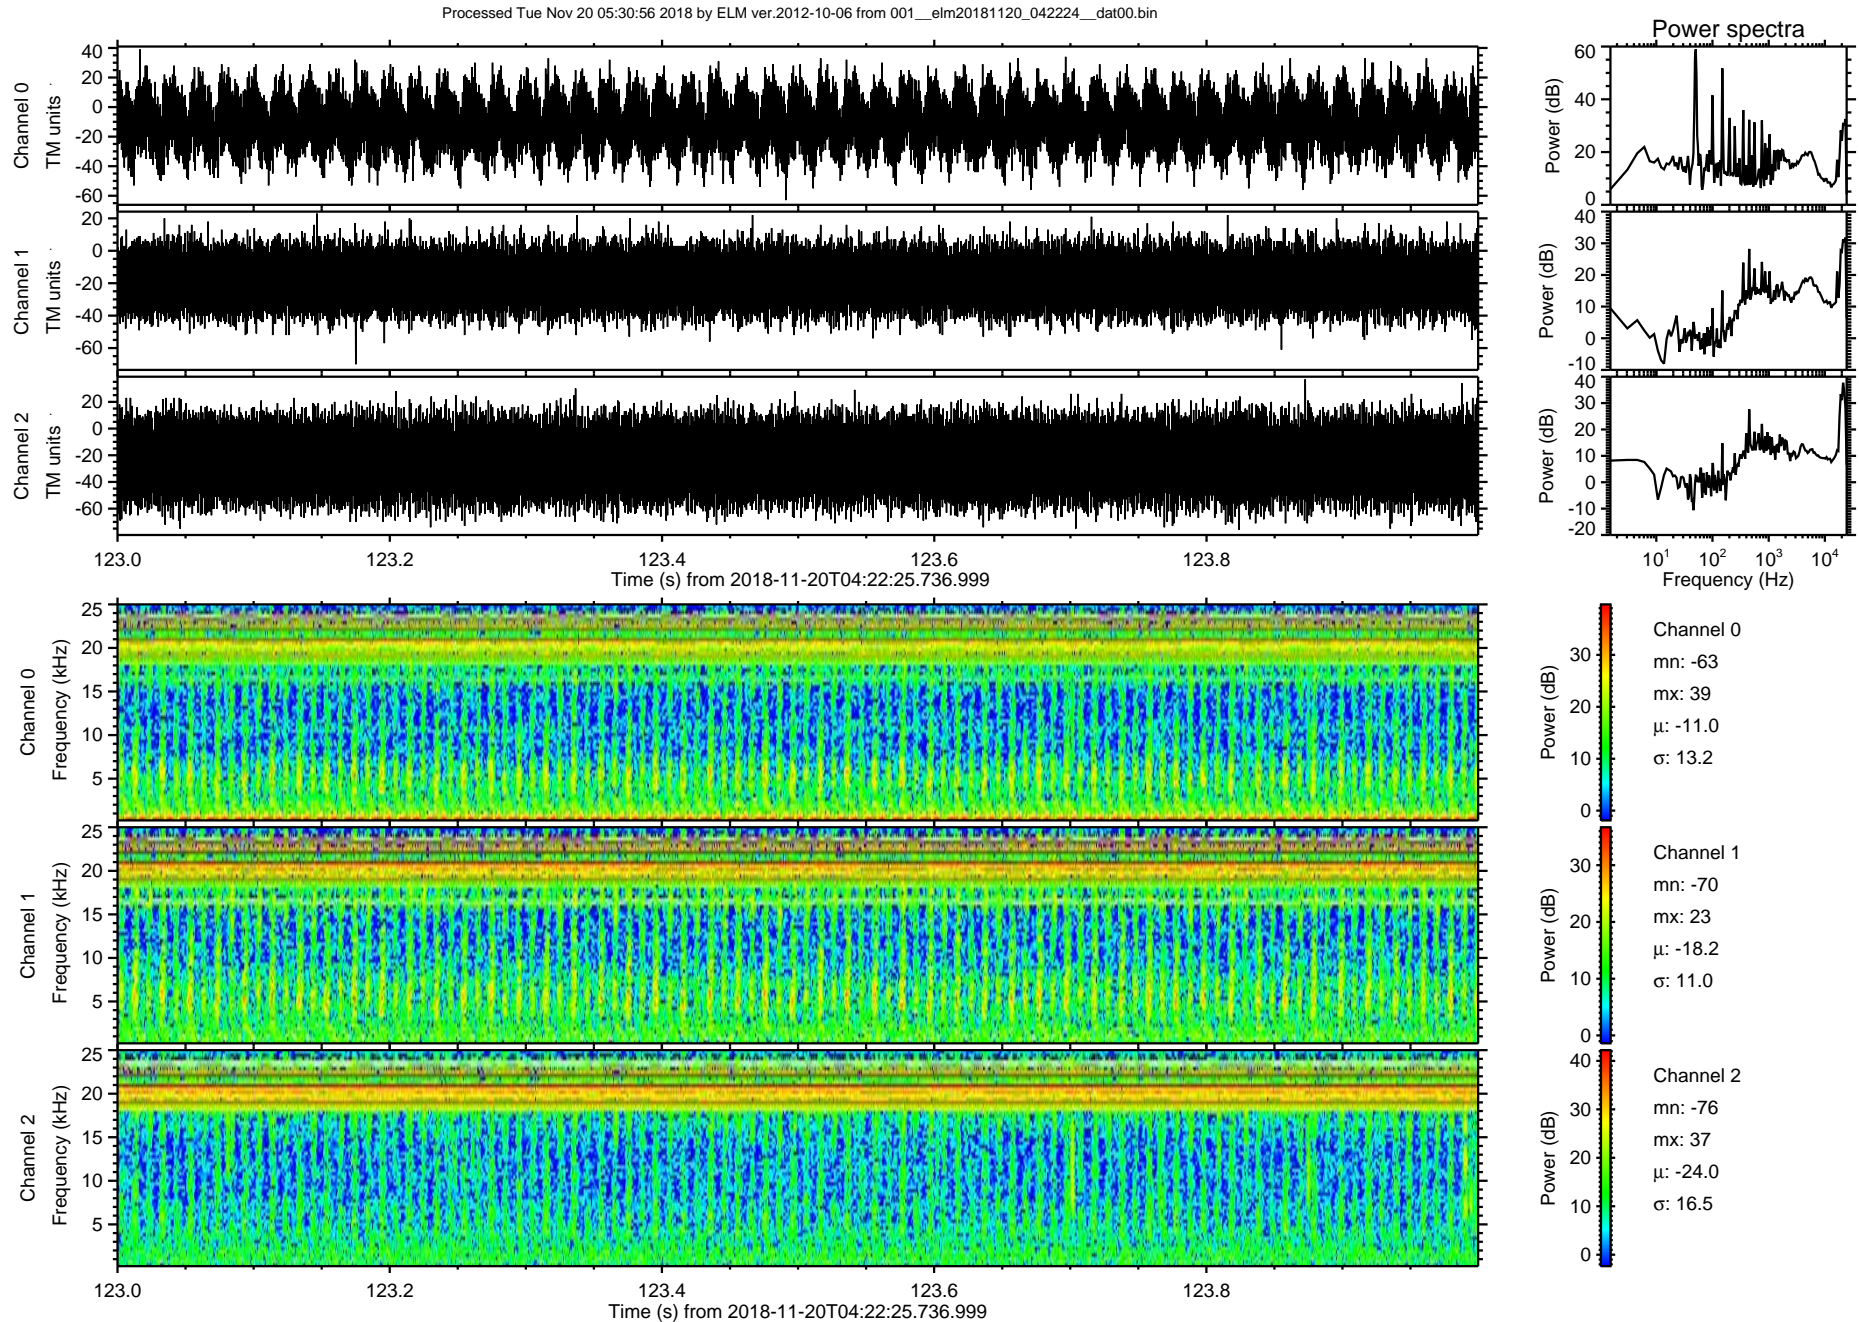 Processed Tue Nov 20 05:30:56 2018 by ELM ver.2012-10-06 from 001__elm20181120_042224__dat00.bin
Power spectra
Channel 0
TM units
40
20
0
-20
-40
-60
Power (dB)
60
40
20
0
Channel 1
TM units
20
0
-20
-40
-60
Power (dB)
40
30
20
10
0
-10
Channel 2
TM units
20
0
-20
-40
-60
Power (dB)
40
30
20
10
0
-10
-20
123.0 123.2 123.4 123.6 123.8
Time (s) from 2018-11-20T04:22:25.736.999
10¹ 10² 10³ 10⁴
Frequency (Hz)
Channel 0
Frequency (kHz)
25
20
15
10
5
Power (dB)
30
20
10
0
Channel 0
mn: -63
mx: 39
μ: -11.0
σ: 13.2
Channel 1
Frequency (kHz)
25
20
15
10
5
Power (dB)
30
20
10
0
Channel 1
mn: -70
mx: 23
μ: -18.2
σ: 11.0
Channel 2
Frequency (kHz)
25
20
15
10
5
Power (dB)
40
30
20
10
0
Channel 2
mn: -76
mx: 37
μ: -24.0
σ: 16.5
123.0 123.2 123.4 123.6 123.8
Time (s) from 2018-11-20T04:22:25.736.999